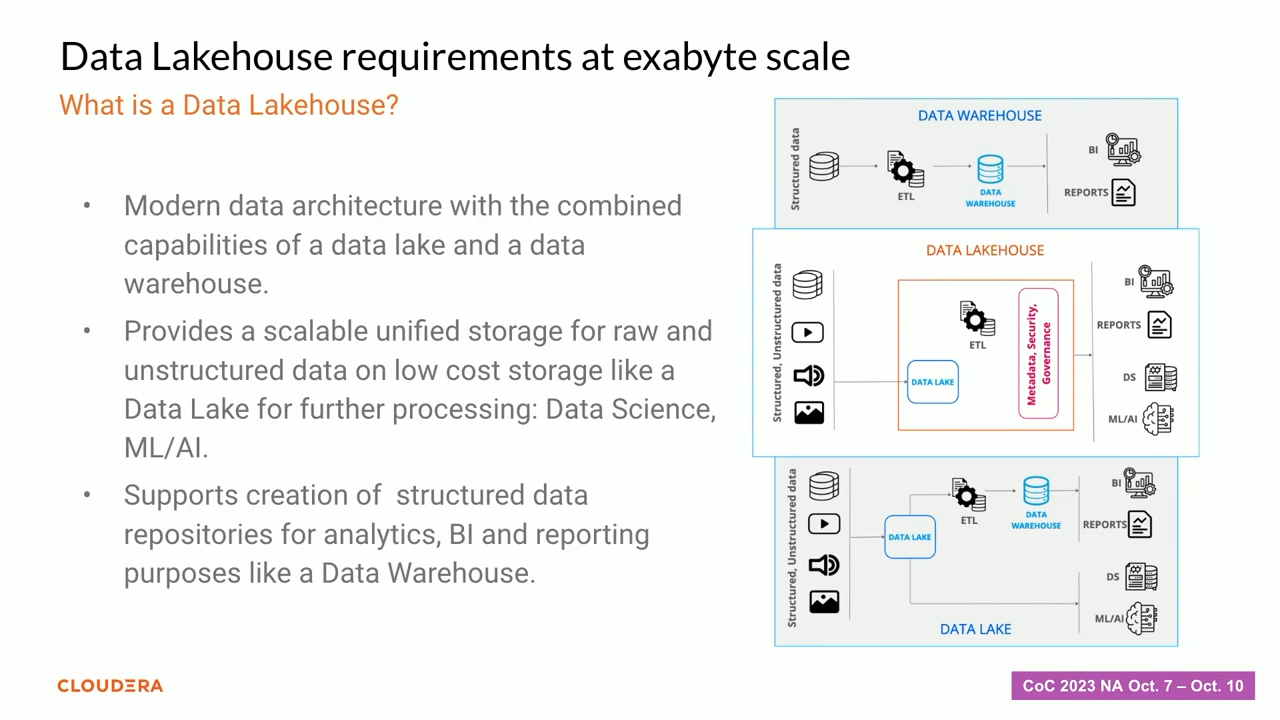 Data Lakehouse requirements at exabyte scale
What is a Data Lakehouse?
• Modern data architecture with the combined
capabilities of a data lake and a data
warehouse.
• Provides a scalable unified storage for raw and
unstructured data on low cost storage like a
Data Lake for further processing: Data Science,
ML/AI.
• Supports creation of  structured data
repositories for analytics, BI and reporting
purposes like a Data Warehouse.
DATA WAREHOUSE
Structured data
ETL
DATA
WAREHOUSE
BI
REPORTS
DATA LAKEHOUSE
Structured, Unstructured data
DATA LAKE
ETL
Metadata, Security,
Governance
BI
REPORTS
DS
ML/AI
Structured, Unstructured data
DATA LAKE
ETL
DATA
WAREHOUSE
BI
REPORTS
DS
ML/AI
DATA LAKE
CLOUDERA
CoC 2023 NA Oct. 7 – Oct. 10